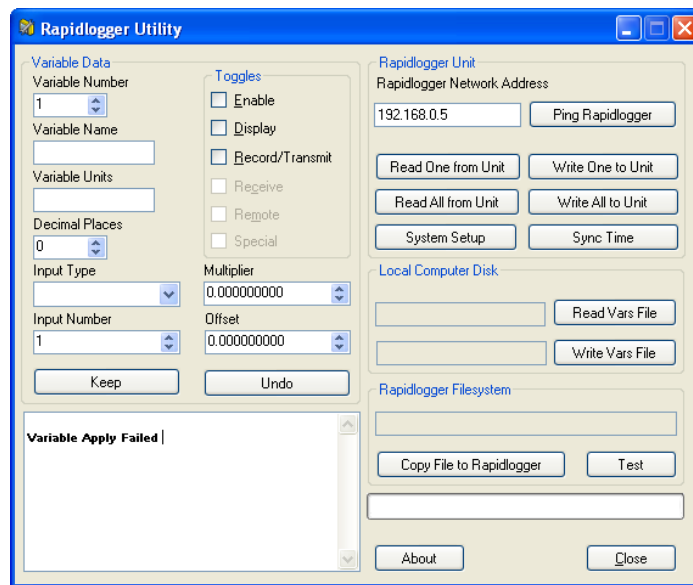 Rapidlogger Utility
Variable Data
Variable Number
1
Variable Name
Variable Units
Decimal Places
0
Input Type
Input Number
1
Keep
Toggles
Enable
Display
Record/Transmit
Receive
Remote
Special
Multiplier
0.000000000
Offset
0.000000000
Undo
Variable Apply Failed
Rapidlogger Unit
Rapidlogger Network Address
192.168.0.5
Ping Rapidlogger
Read One from Unit
Write One to Unit
Read All from Unit
Write All to Unit
System Setup
Sync Time
Local Computer Disk
Read Vars File
Write Vars File
Rapidlogger Filesystem
Copy File to Rapidlogger
Test
About
Close